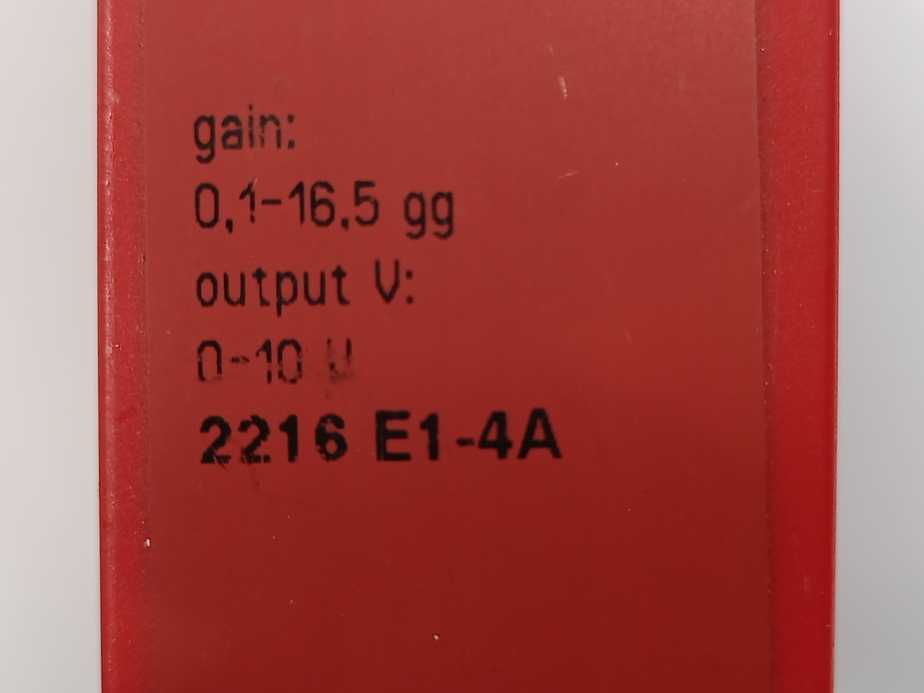 gain:
0,1-16,5 gg
output V:
0-10 V
2216 E1-4A